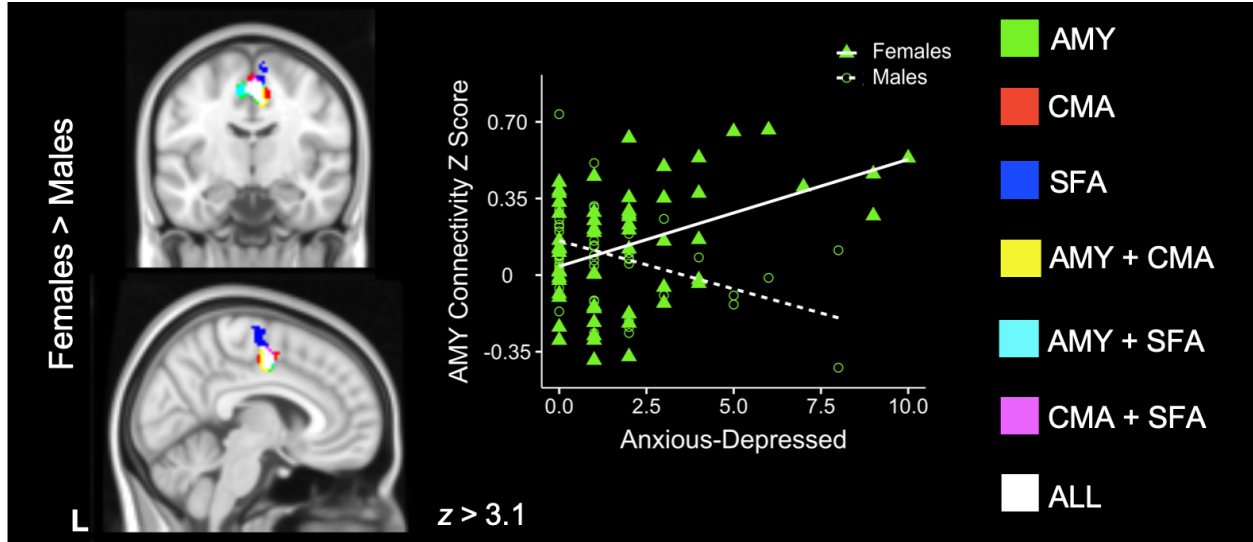 Females > Males
L
z > 3.1
Females
Males
AMY Connectivity Z Score
0.70
0.35
0
-0.35
0.0 2.5 5.0 7.5 10.0
Anxious-Depressed
AMY
CMA
SFA
AMY + CMA
AMY + SFA
CMA + SFA
ALL